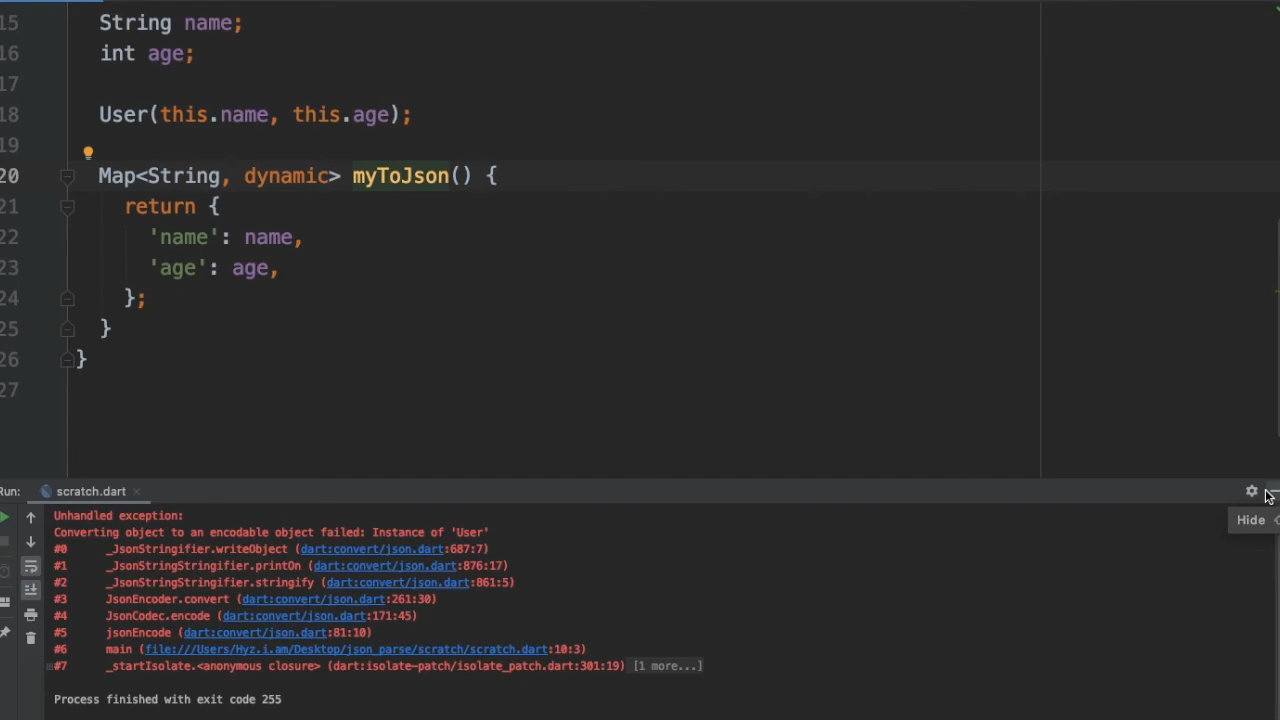 15 String name;
16 int age;
17
18 User(this.name, this.age);
19
20 Map<String, dynamic> myToJson() {
21 return {
22 'name': name,
23 'age': age,
24 };
25 }
26 }
27
Run: scratch.dart
Hide
Unhandled exception:
Converting object to an encodable object failed: Instance of 'User'
#0 _JsonStringifier.writeObject (dart:convert/json.dart:687:7)
#1 _JsonStringStringifier.printOn (dart:convert/json.dart:876:17)
#2 _JsonStringStringifier.stringify (dart:convert/json.dart:861:5)
#3 JsonEncoder.convert (dart:convert/json.dart:261:30)
#4 JsonCodec.encode (dart:convert/json.dart:171:45)
#5 jsonEncode (dart:convert/json.dart:81:10)
#6 main (file:///Users/Hyz.i.am/Desktop/json_parse/scratch/scratch.dart:10:3)
#7 _startIsolate.<anonymous closure> (dart:isolate-patch/isolate_patch.dart:301:19) [1 more...]
Process finished with exit code 255